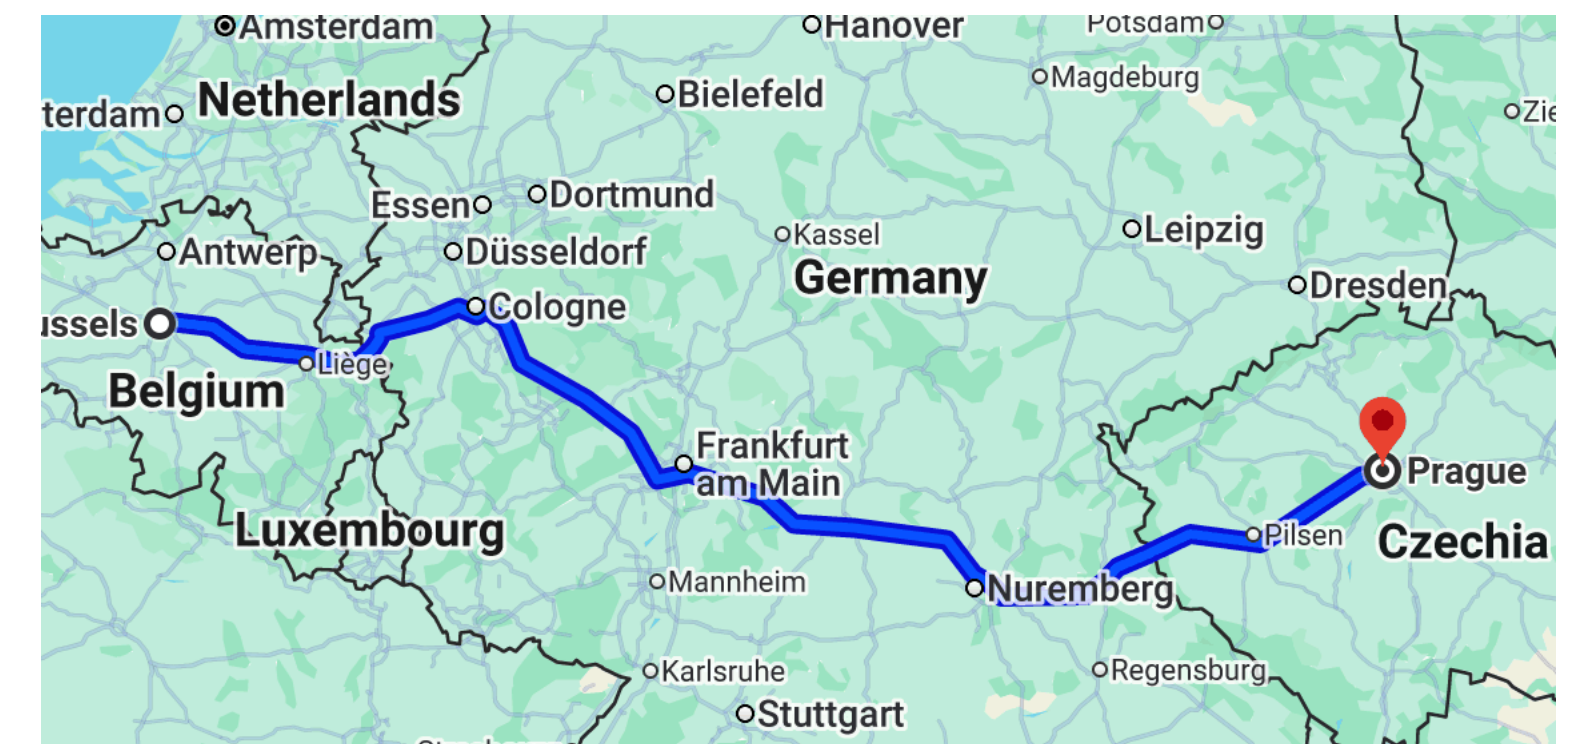 Amsterdam
Hanover
Potsdam
Magdeburg
Bielefeld
Netherlands
terdam
Zie
Essen
Dortmund
Kassel
Leipzig
Antwerp
Düsseldorf
Germany
Dresden
Cologne
ussels
Liège
Belgium
Frankfurt
am Main
Prague
Luxembourg
Pilsen
Czechia
Mannheim
Nuremberg
Karlsruhe
Regensburg
Stuttgart